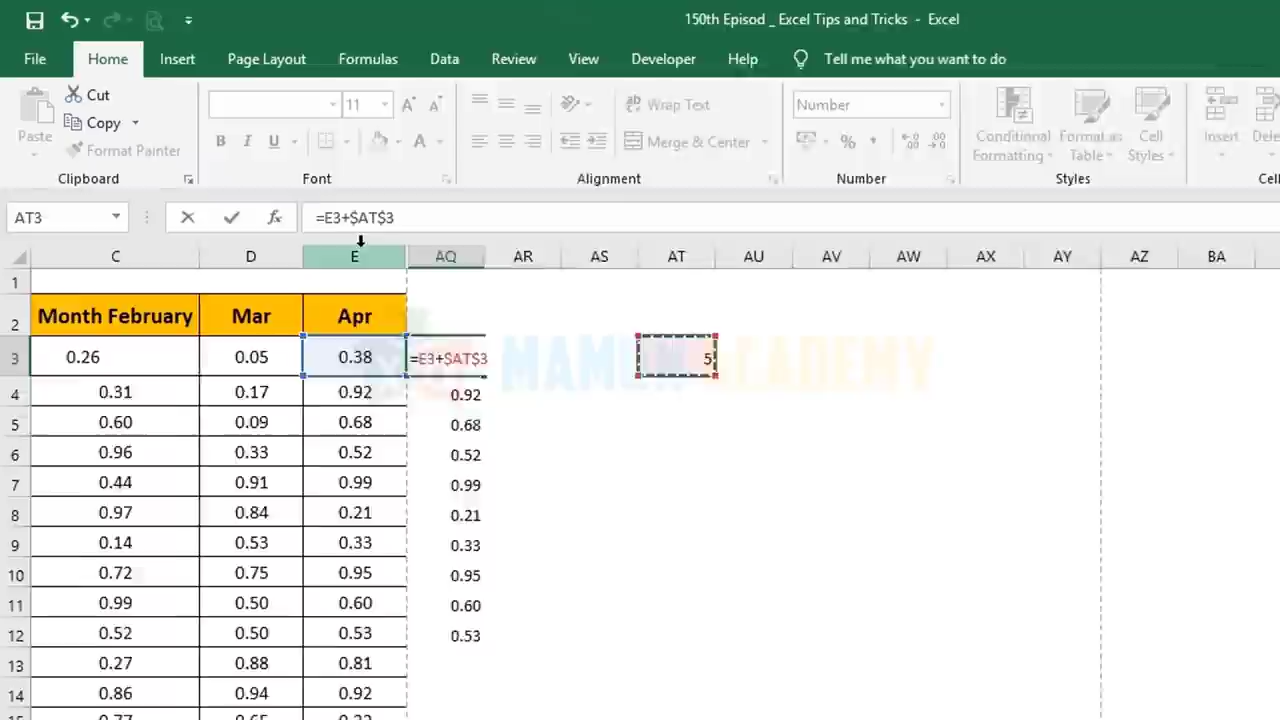 150th Episod _ Excel Tips and Tricks - Excel
File Home Insert Page Layout Formulas Data Review View Developer Help Tell me what you want to do
Paste Cut Copy Format Painter
Clipboard
11
B I U A
Font
Wrap Text
Merge & Center
Alignment
Number
%
Number
Conditional Formatting
Format as Table
Cell Styles
Styles
Insert
AT3 fx =E3+$AT$3
C D E AQ AR AS AT AU AV AW AX AY AZ BA
1
2 Month February Mar Apr
3 0.26 0.05 0.38 =E3+$AT$3 5
4 0.31 0.17 0.92 0.92
5 0.60 0.09 0.68 0.68
6 0.96 0.33 0.52 0.52
7 0.44 0.91 0.99 0.99
8 0.97 0.84 0.21 0.21
9 0.14 0.53 0.33 0.33
10 0.72 0.75 0.95 0.95
11 0.99 0.50 0.60 0.60
12 0.52 0.50 0.53 0.53
13 0.27 0.88 0.81
14 0.86 0.94 0.92